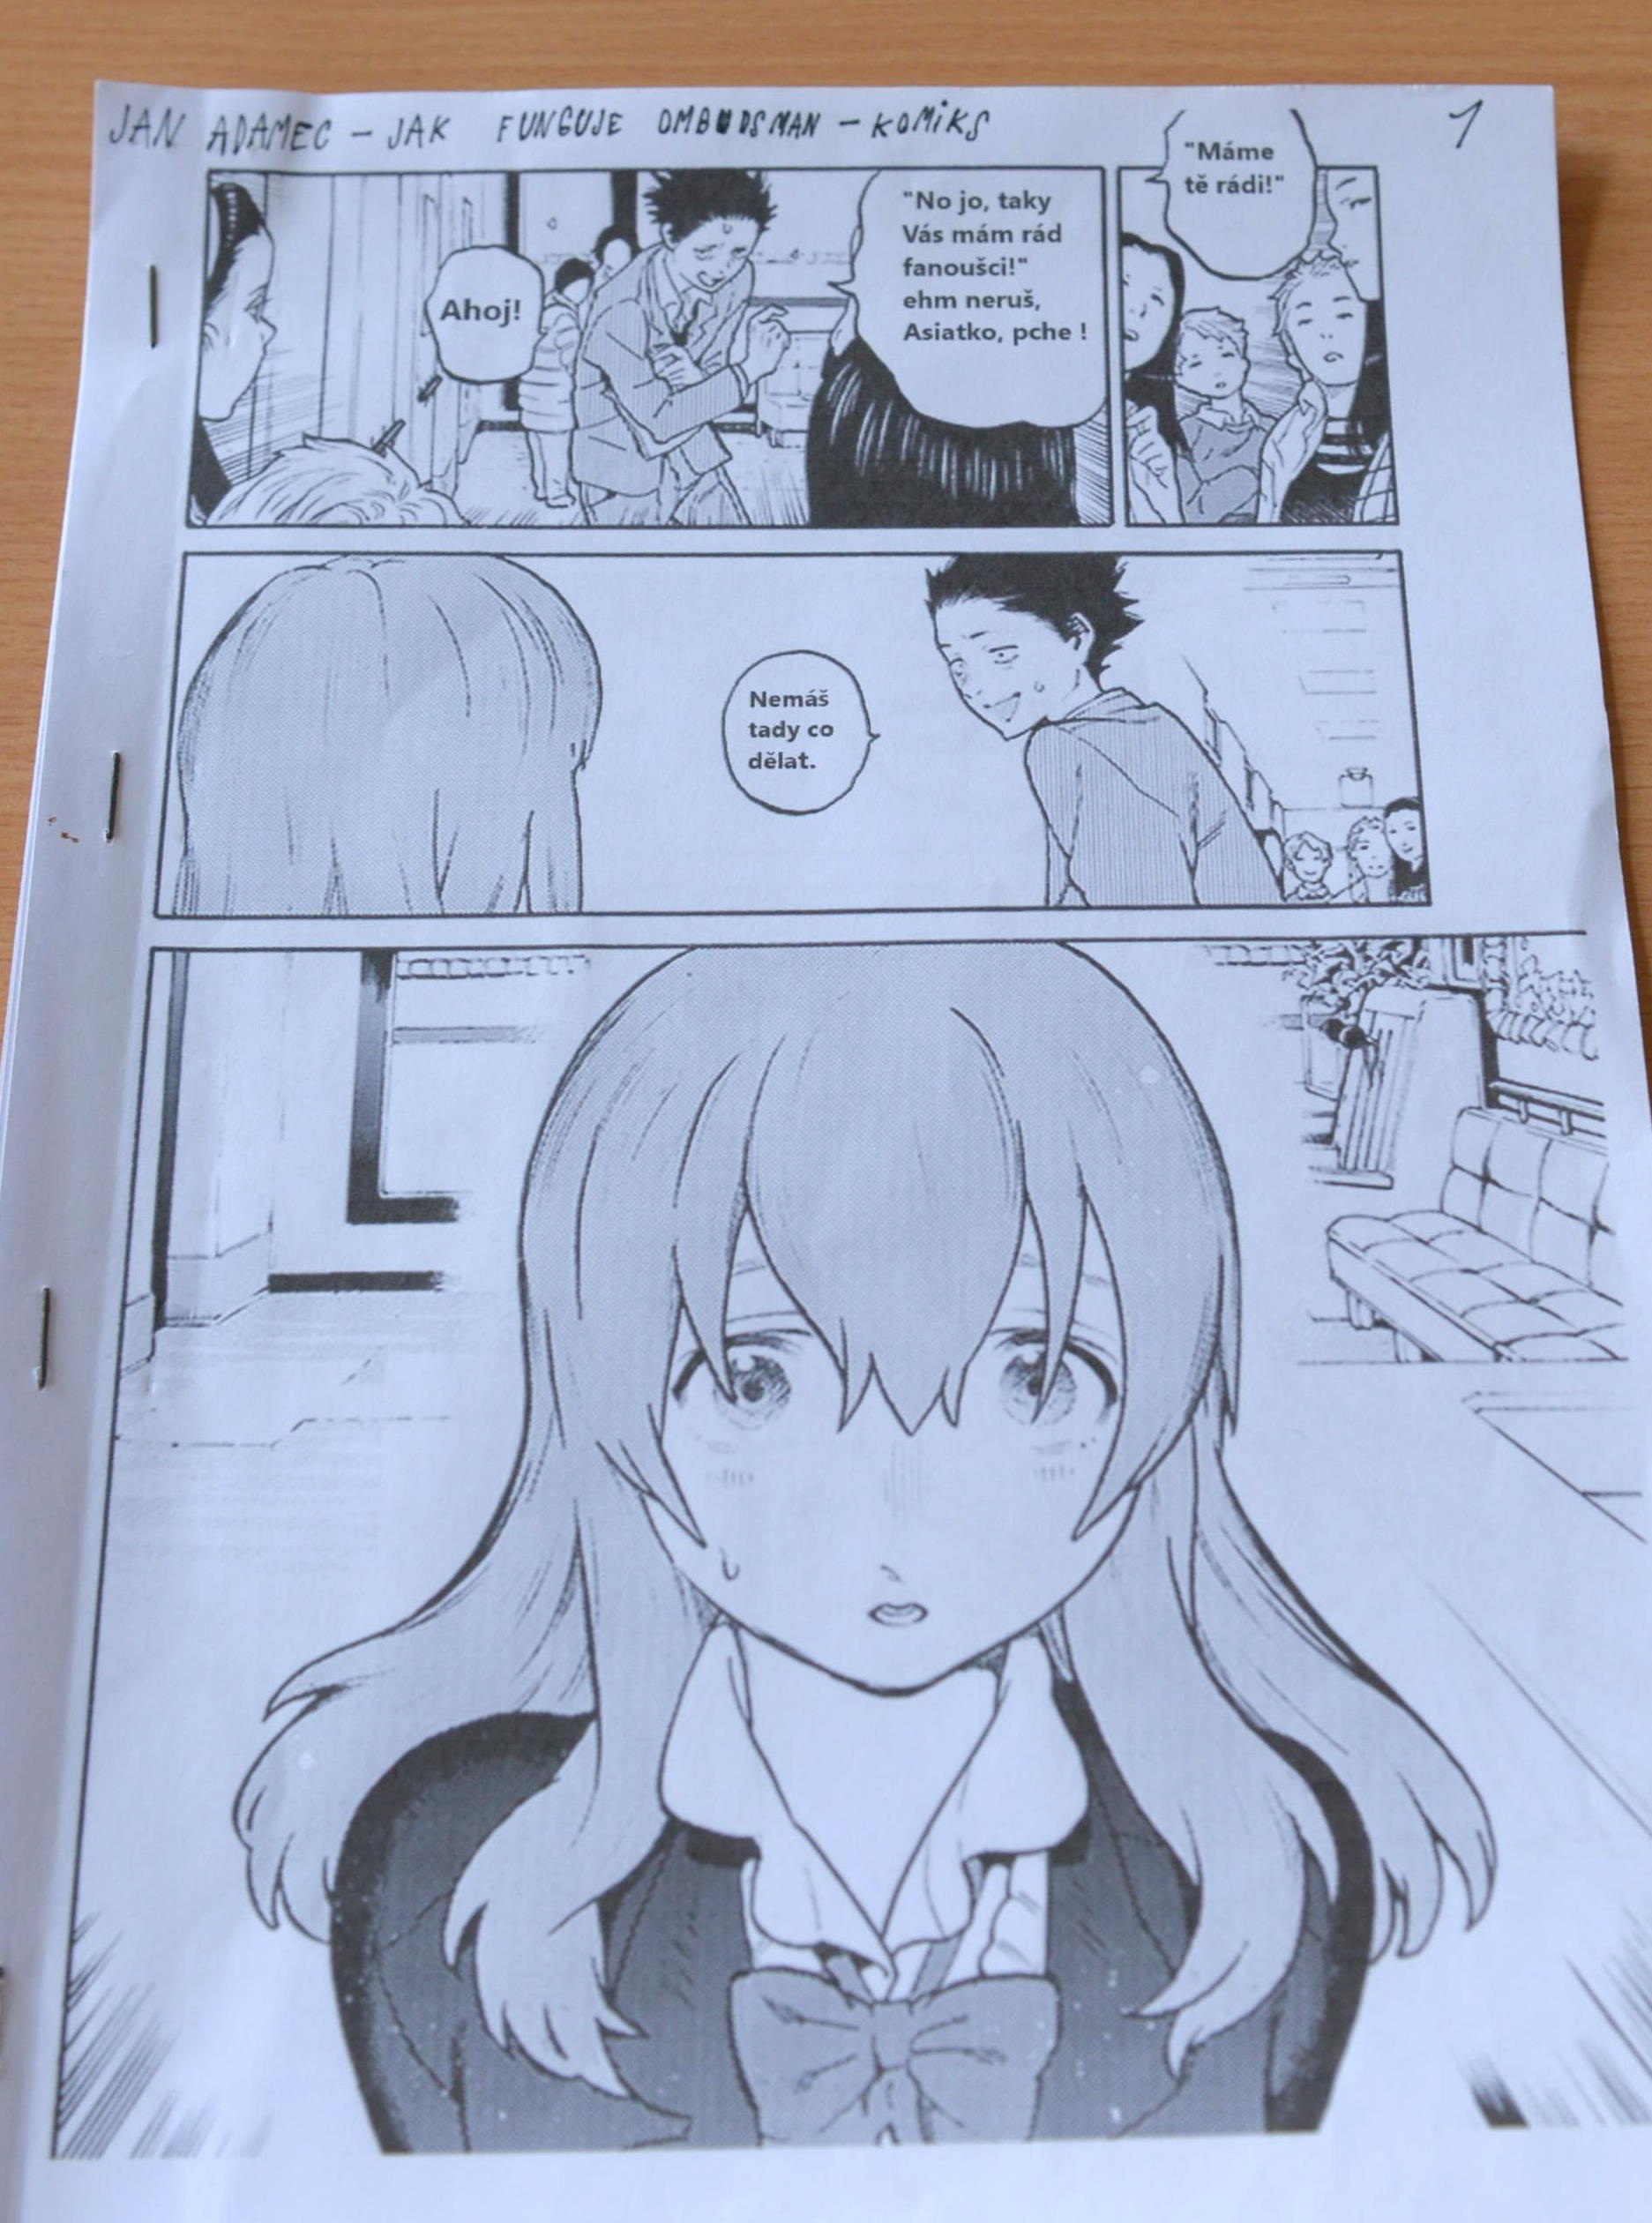 JAN ADAMEC – JAK FUNGUJE OMBUDSMAN – KOMIKS
1
Ahoj!
"No jo, taky
Vás mám rád
fanoušci!"
ehm neruš,
Asiatko, pche !
"Máme
tě rádi!"
Nemáš
tady co
dělat.